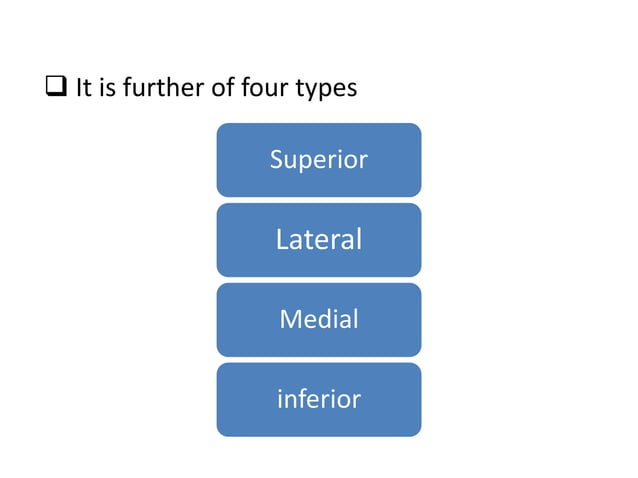 It is further of four types
Superior
Lateral
Medial
inferior